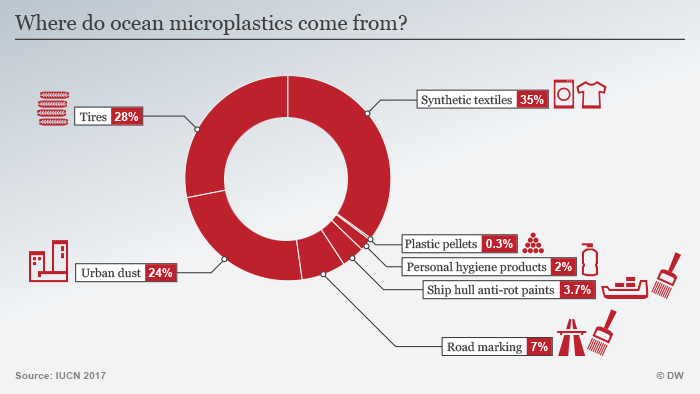 Where do ocean microplastics come from?
Synthetic textiles 35%
Tires 28%
Plastic pellets 0.3%
Personal hygiene products 2%
Urban dust 24%
Ship hull anti-rot paints 3.7%
Road marking 7%
Source: IUCN 2017
© DW